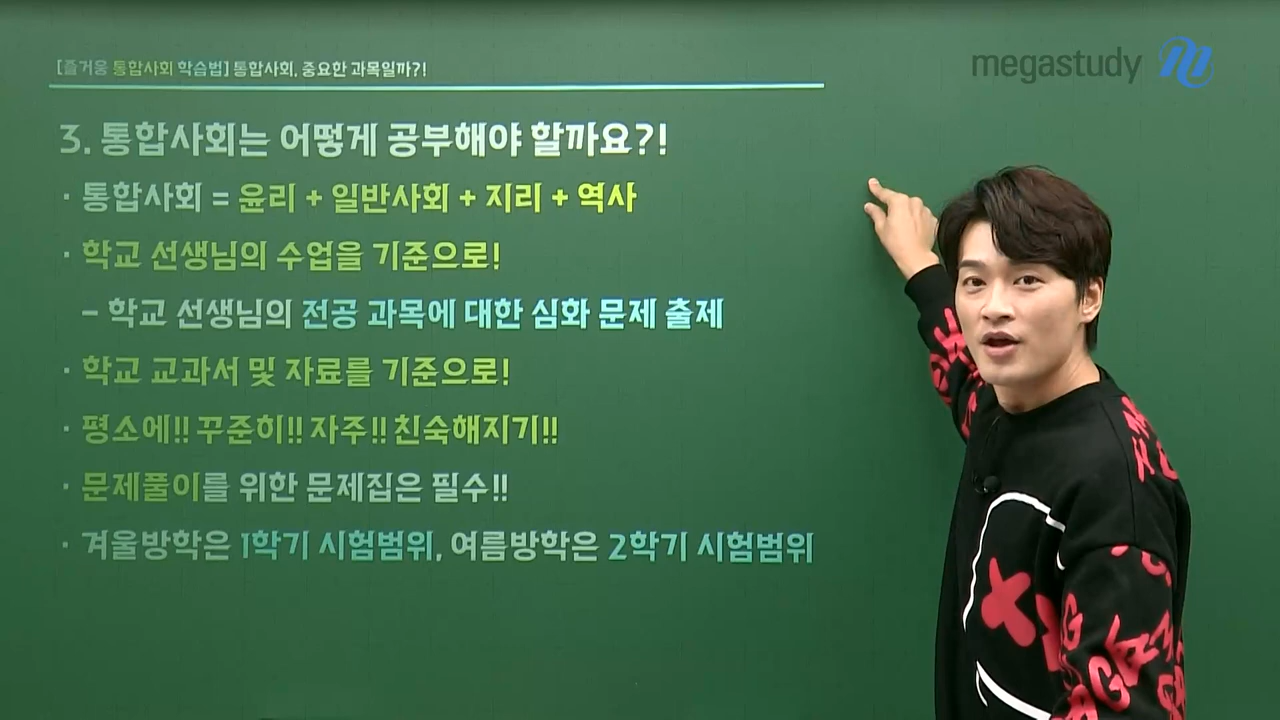 [즐거웅 통합사회 학습법] 통합사회, 중요한 과목일까?!
megastudy
3. 통합사회는 어떻게 공부해야 할까요?!
· 통합사회 = 윤리 + 일반사회 + 지리 + 역사
· 학교 선생님의 수업을 기준으로!
- 학교 선생님의 전공 과목에 대한 심화 문제 출제
· 학교 교과서 및 자료를 기준으로!
· 평소에!! 꾸준히!! 자주!! 친숙해지기!!
· 문제풀이를 위한 문제집은 필수!!
· 겨울방학은 1학기 시험범위, 여름방학은 2학기 시험범위